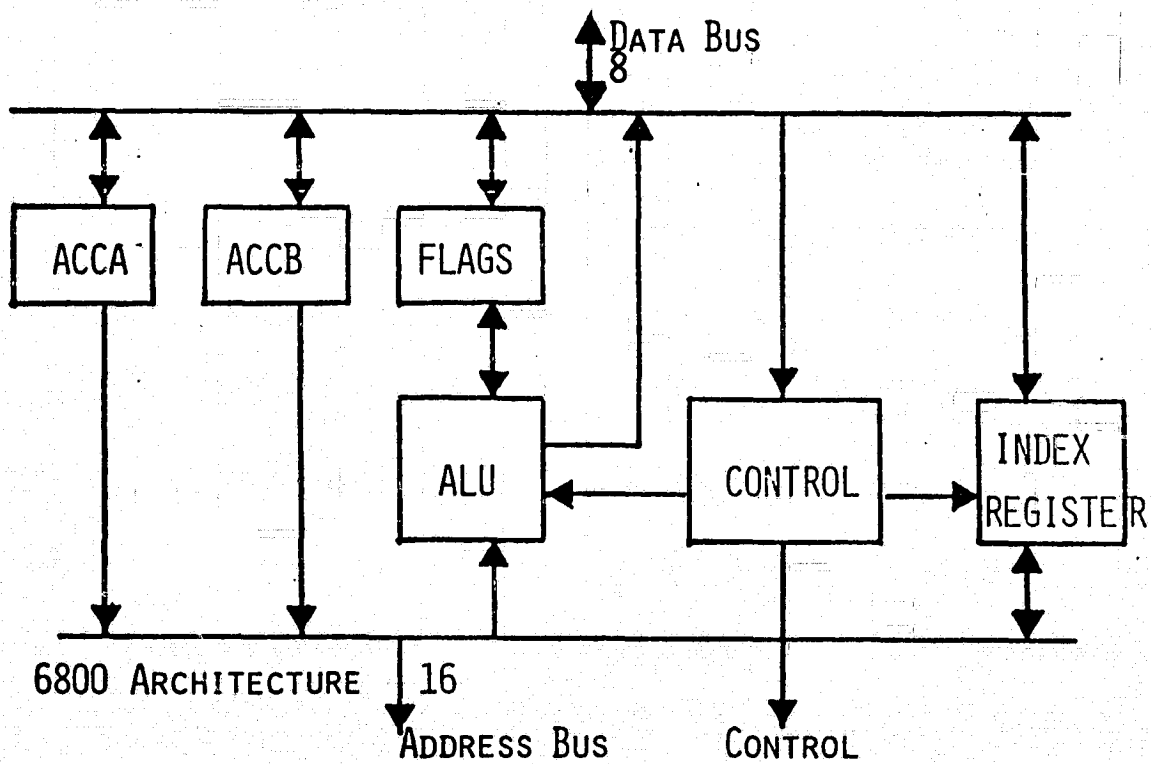 DATA BUS
8
ACCA
ACCB
FLAGS
ALU
CONTROL
INDEX
REGISTER
6800 ARCHITECTURE
16
ADDRESS BUS
CONTROL